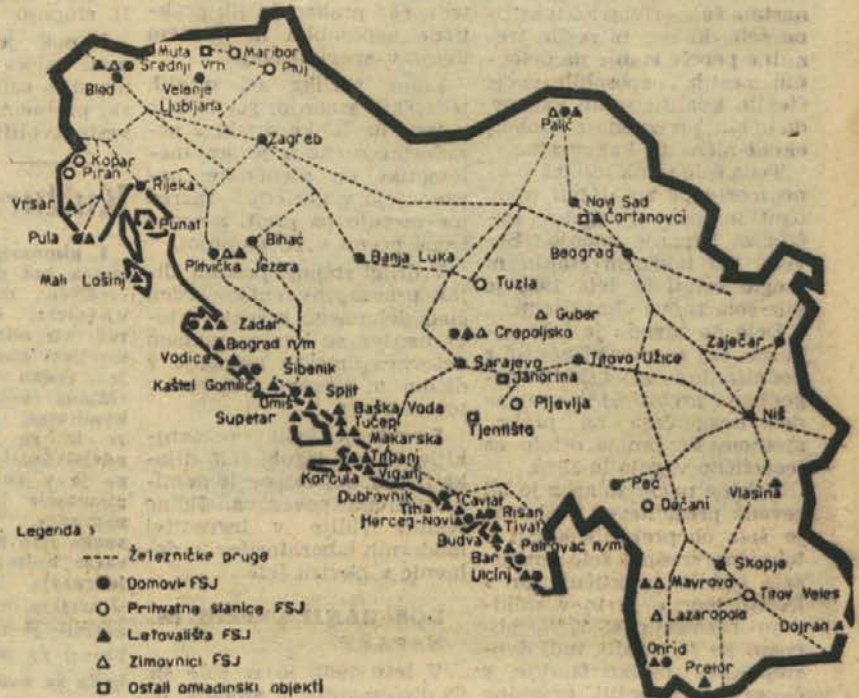 Muta
Maribor
Vrh
Ptuj
Srednji
Bled
Velenje
Ljubljana
Zagreb
Palić
Kopar
Piran
Rijeka
Vrsar
Punat
Pula
Mali Lošinj
Novi Sad
Čortanovci
Beograd
Bihać
Plitvička Jezera
Banja Luka
Tuzla
Guber
Crepoljsko
Zadar
Biograd n/m
Vodice
Šibenik
Kaštel Gomilica
Split
Omiš
Supetar
Baška Voda
Tučepi
Makarska
Trpanj
Viganj
Korčula
Sarajevo
Titovo Užice
Zaječar
Jahorina
Pljevlja
Tjentište
Niš
Dubrovnik
Cavtat
Tiha
Risan
Herceg-Novi
Tivat
Budva
Petrovac n/m
Bar
Ulcinj
Peć
Dečani
Vlasina
Skopje
Mavrovo
Titov Veles
Lazaropole
Dojran
Ohrid
Pretor
Legenda:
Železničke pruge
Domovi FSJ
Prihvatne stanice FSJ
Letovališta FSJ
Zimovnici FSJ
Ostali omladinski objekti